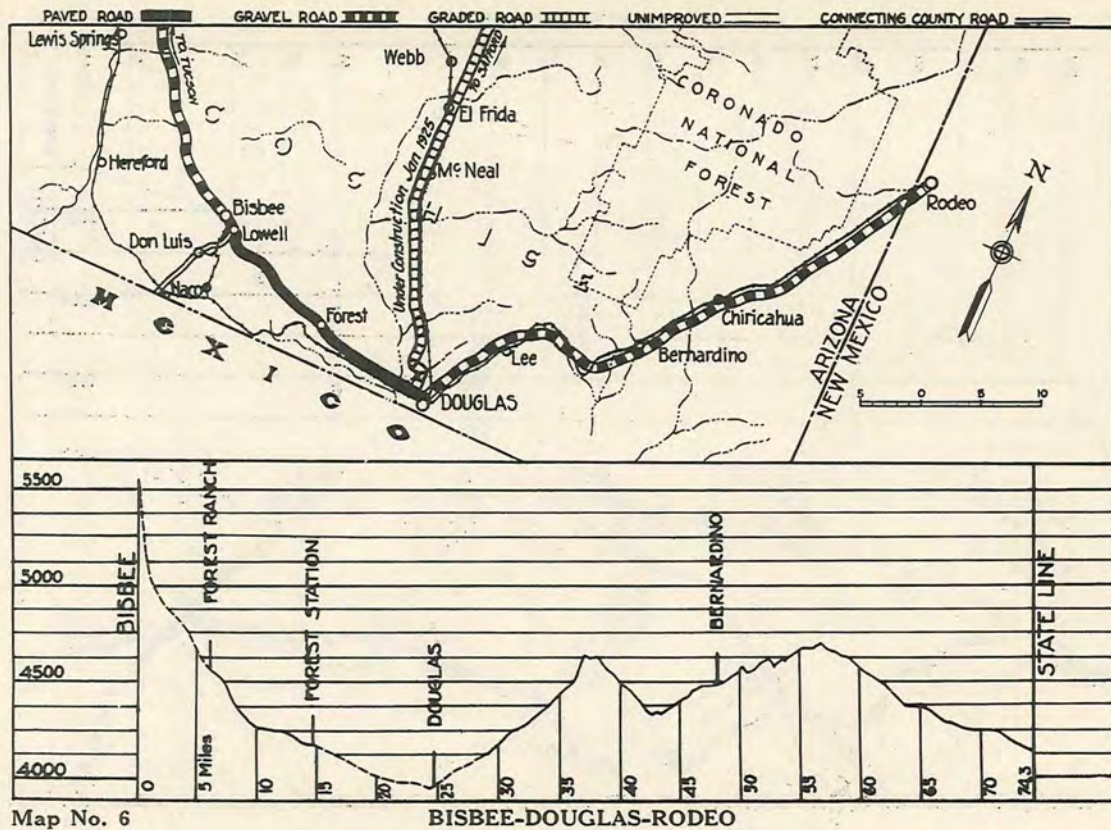 PAVED ROAD GRAVEL ROAD GRADED ROAD UNIMPROVED CONNECTING COUNTY ROAD
Lewis Springs
TO TUCSON
Webb
TO SAFFORD
El Frida
CORONADO
NATIONAL
FOREST
Hereford
Under Construction Jan 1925
Mc Neal
N
Bisbee
Lowell
Don Luis
Rodeo
COCHISE
Naco
Forest
Chiricahua
Lee
Bernardino
ARIZONA
NEW MEXICO
MEXICO
DOUGLAS
5 0 5 10
5500
5000
4500
4000
BISBEE
FOREST RANCH
FOREST STATION
DOUGLAS
BERNARDINO
STATE LINE
0 5 Miles 10 15 20 25 30 35 40 45 50 55 60 65 70 74.3
Map No. 6 BISBEE-DOUGLAS-RODEO